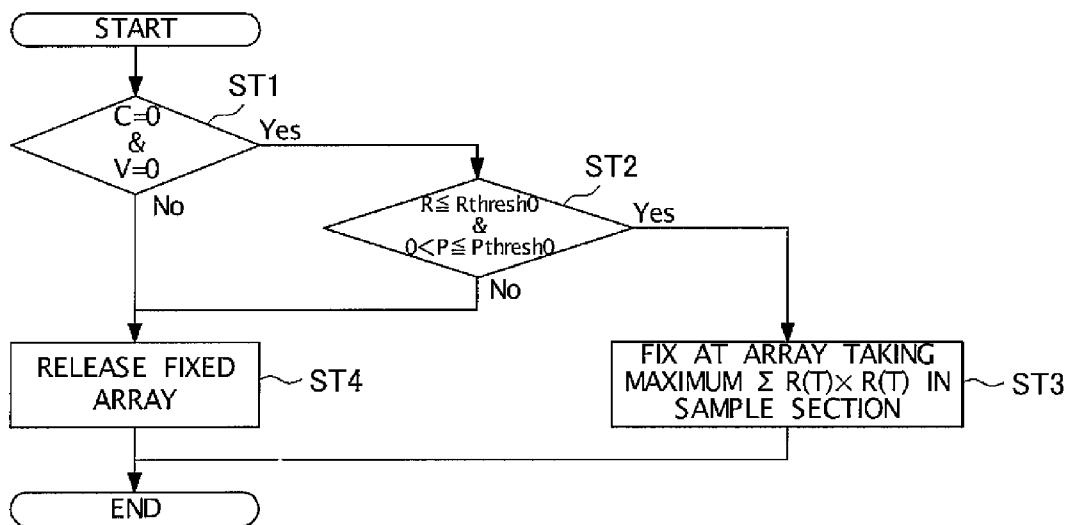 START
ST1
C=0
&
V=0
Yes
No
ST2
R≦Rthresh0
&
0<P≦Pthresh0
Yes
No
RELEASE FIXED
ARRAY
ST4
FIX AT ARRAY TAKING
MAXIMUM Σ R(T)×R(T) IN
SAMPLE SECTION
ST3
END